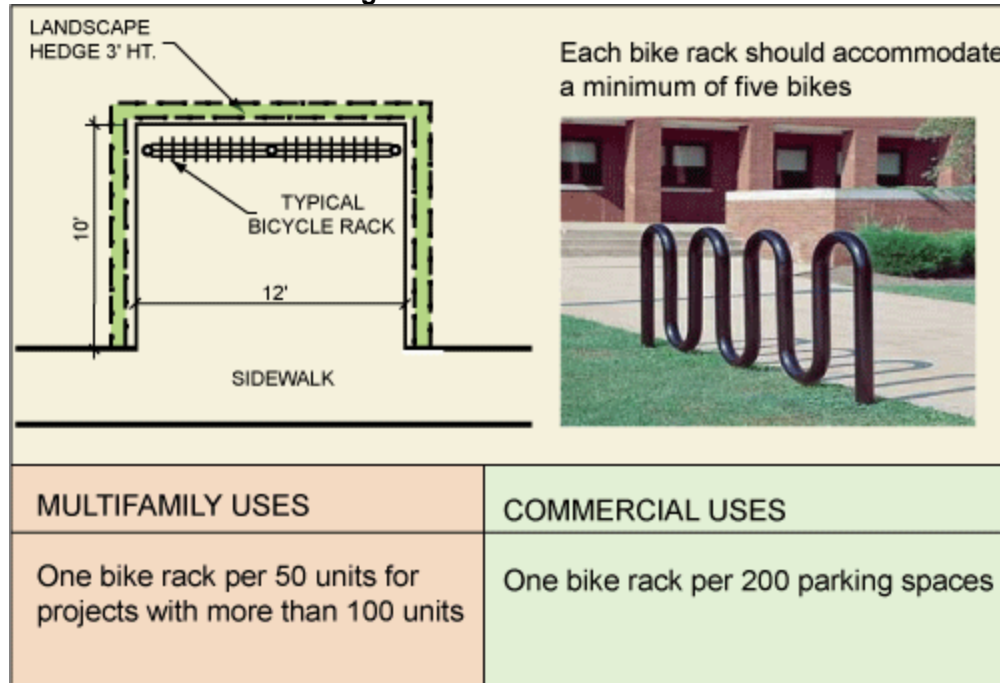 LANDSCAPE
HEDGE 3' HT.
Each bike rack should accommodate
a minimum of five bikes
TYPICAL
BICYCLE RACK
10'
12'
SIDEWALK
MULTIFAMILY USES
One bike rack per 50 units for
projects with more than 100 units
COMMERCIAL USES
One bike rack per 200 parking spaces